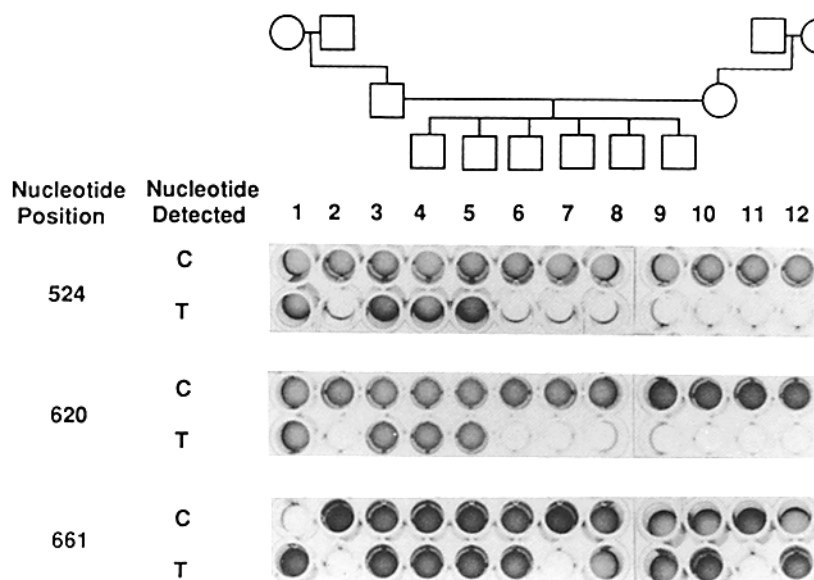 Nucleotide Position Nucleotide Detected 1 2 3 4 5 6 7 8 9 10 11 12
524 C
T
620 C
T
661 C
T